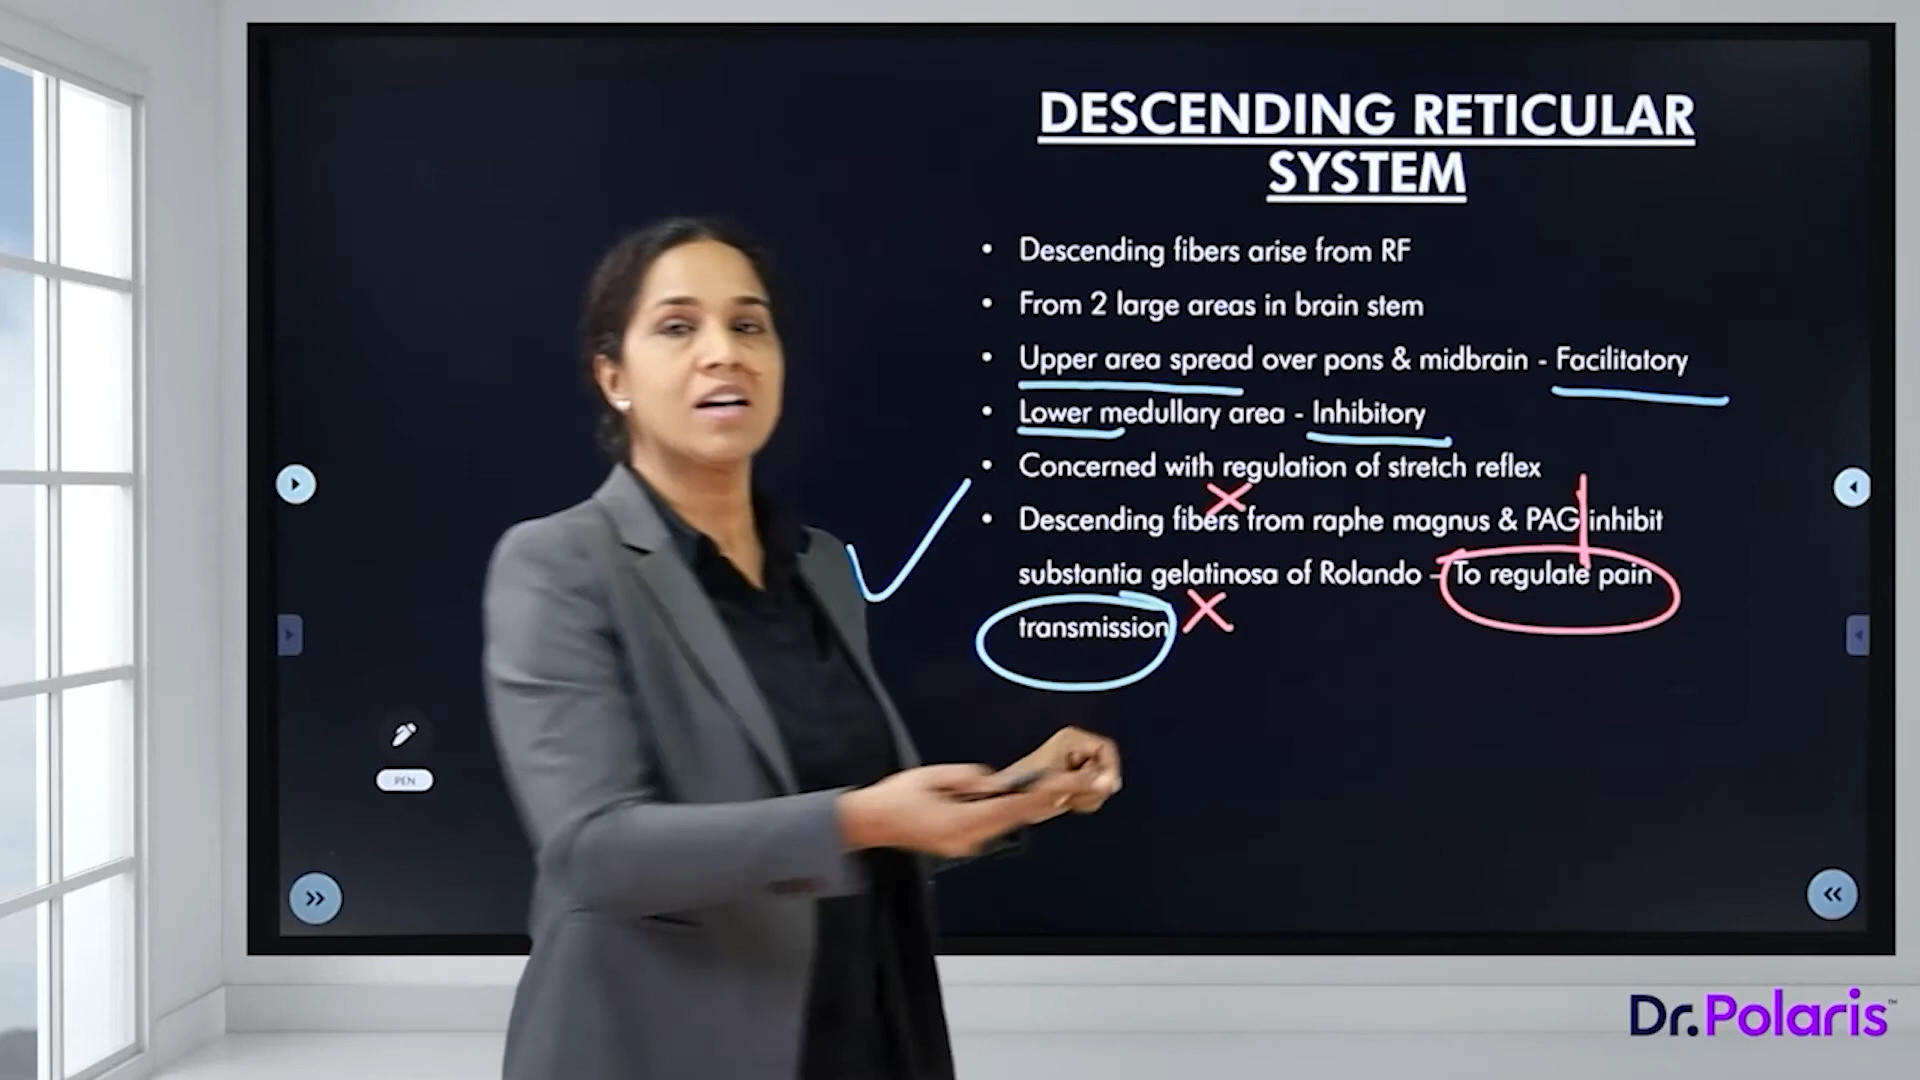 DESCENDING RETICULAR
SYSTEM
• Descending fibers arise from RF
• From 2 large areas in brain stem
• Upper area spread over pons & midbrain - Facilitatory
• Lower medullary area - Inhibitory
• Concerned with regulation of stretch reflex
• Descending fibers from raphe magnus & PAG inhibit
substantia gelatinosa of Rolando – To regulate pain
transmission
PEN
Dr.Polaris™